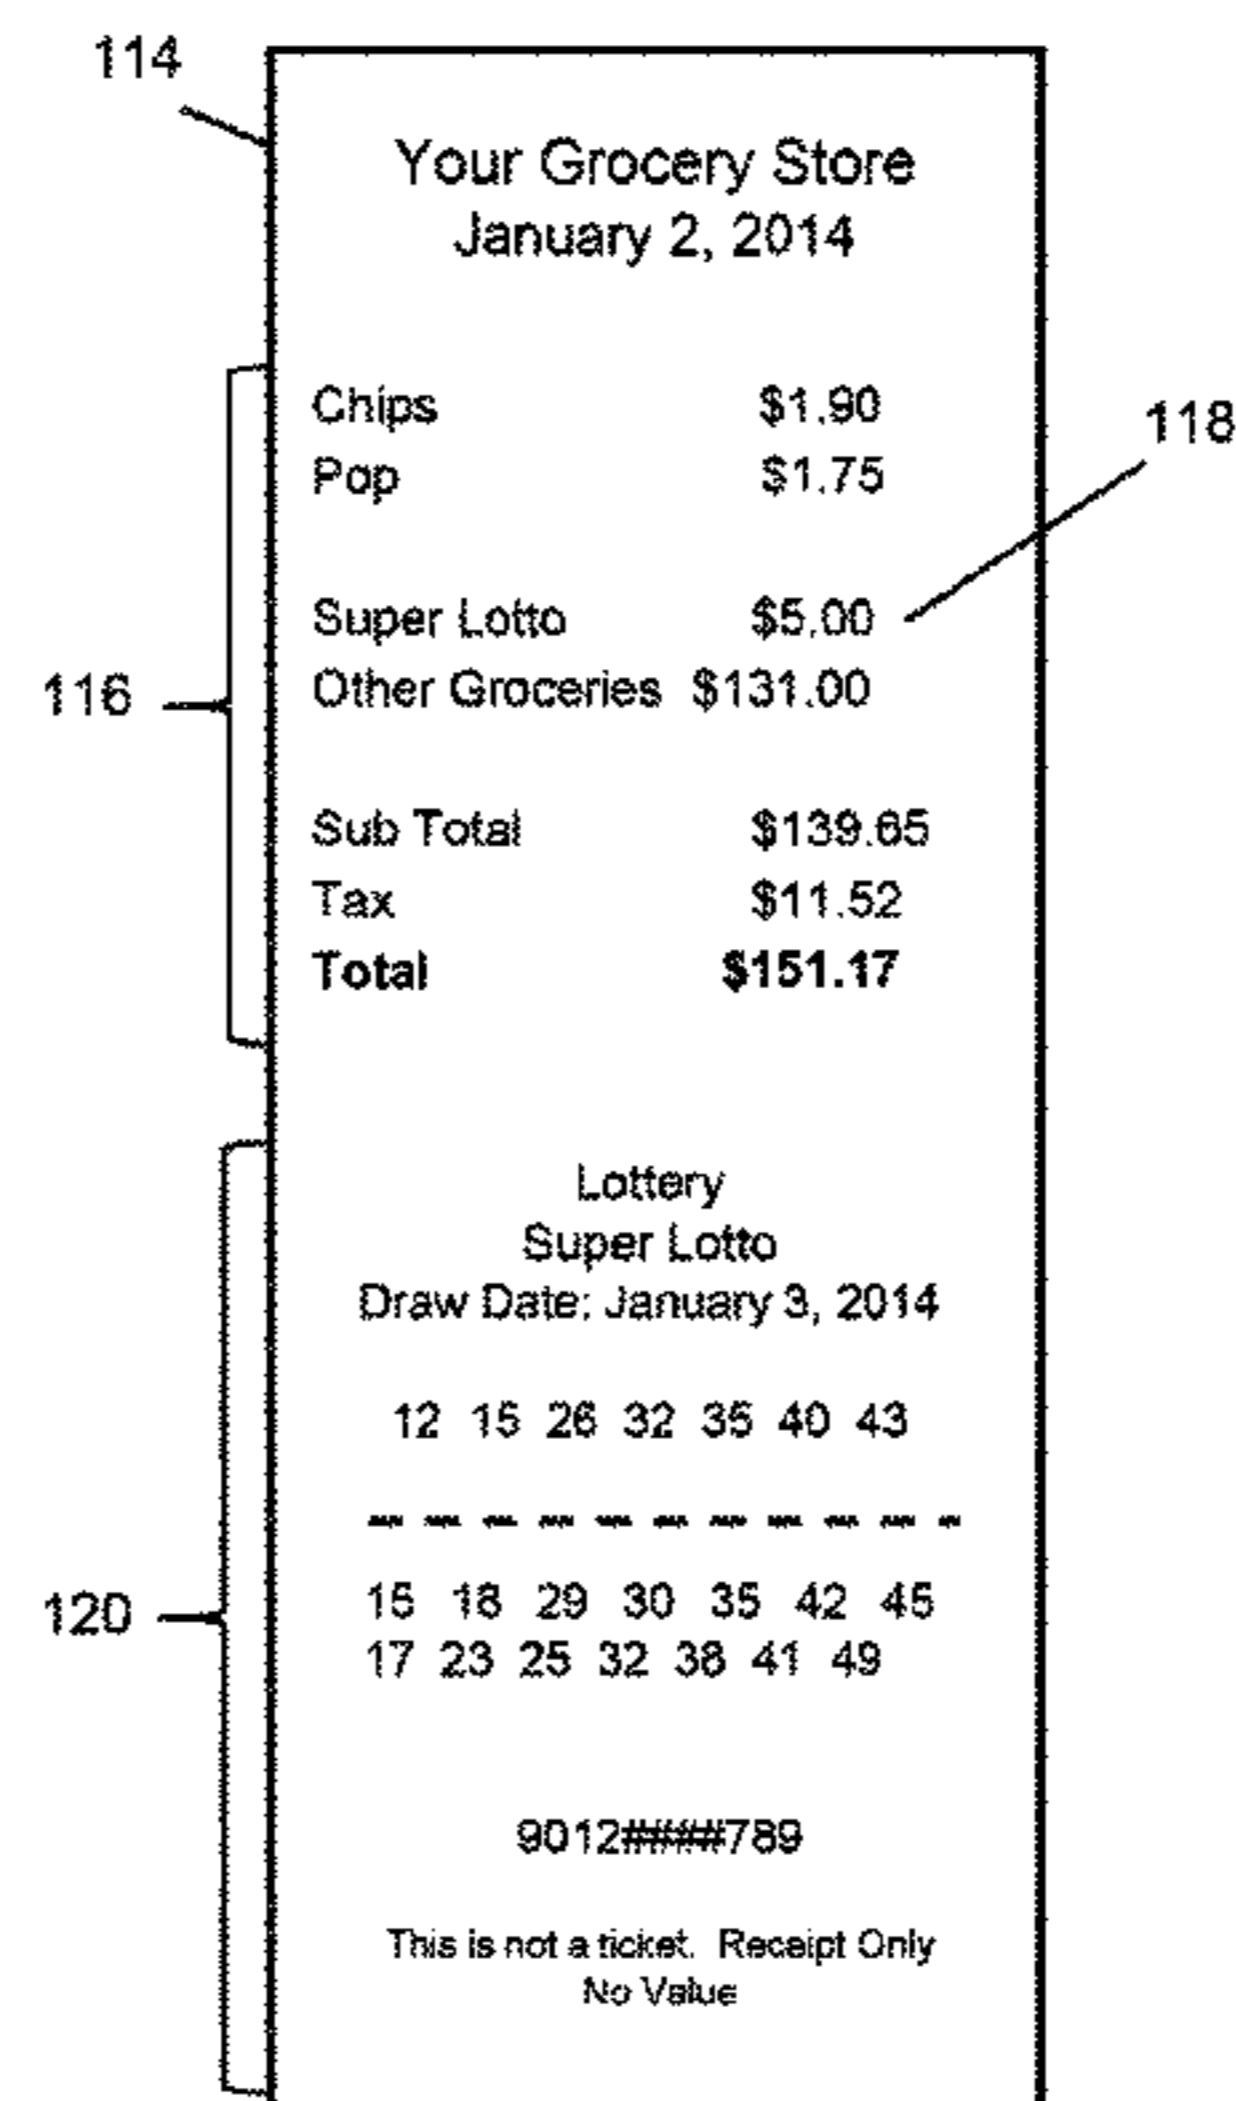 114
Your Grocery Store
January 2, 2014
Chips $1.90
118
Pop $1.75
Super Lotto $5.00
116
Other Groceries $131.00
Sub Total $139.65
Tax $11.52
Total $151.17
Lottery
Super Lotto
Draw Date: January 3, 2014
12 15 26 32 35 40 43
- - - - - - - - - - -
15 18 29 30 35 42 45
120
17 23 25 32 38 41 49
9012####789
This is not a ticket. Receipt Only
No Value